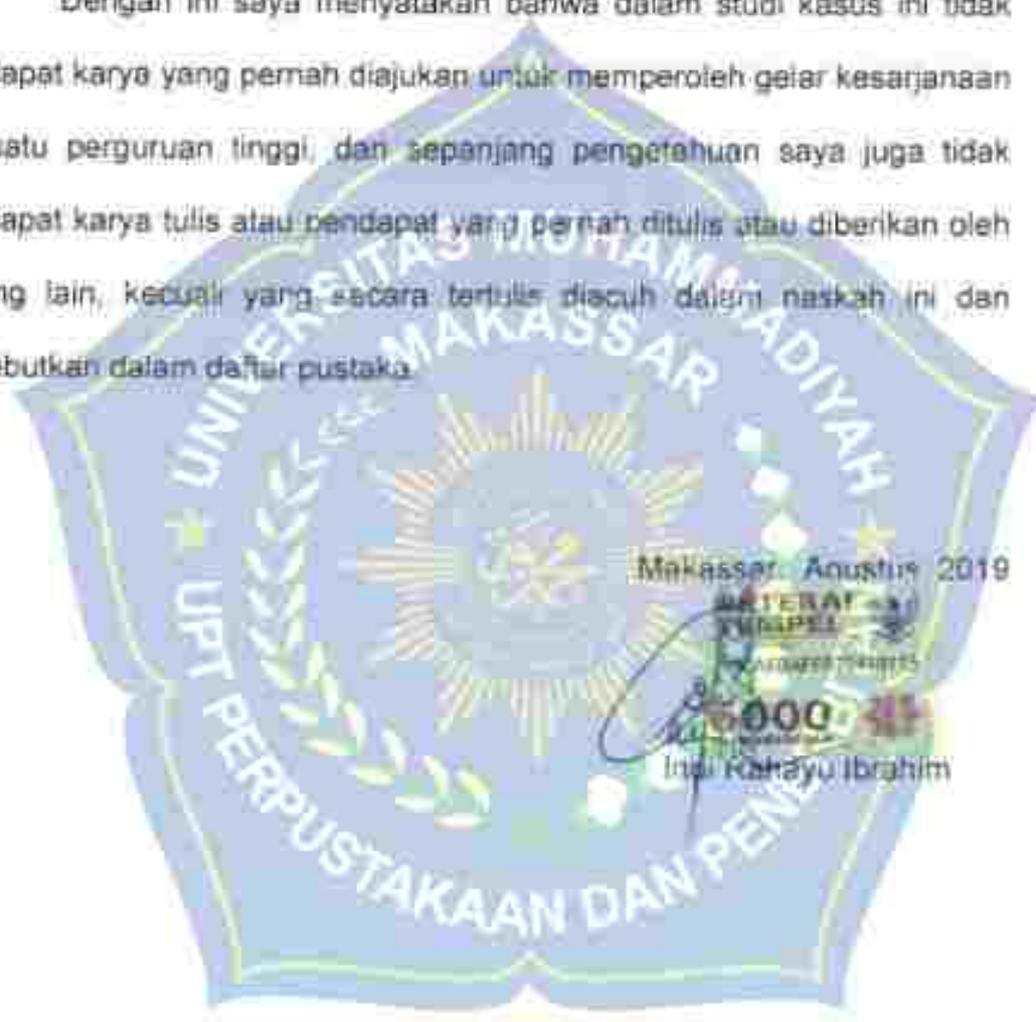 Dengan ini saya menyatakan bahwa dalam studi kasus ini tidak
dapat karya yang pernah diajukan untuk memperoleh gelar kesarjanaan
uatu perguruan tinggi, dan sepanjang pengetahuan saya juga tidak
dapat karya tulis atau pendapat yang pernah ditulis atau diberikan oleh
ng lain, kecuali yang secara tertulis diacuh dalam naskah ini dan
ebutkan dalam daftar pustaka
UNIVERSITAS MUHAMMADIYAH
MAKASSAR
Makassar, Agustus 2019
METERAI
TEMPEL
6000
Rahayu Ibrahim
UPT PERPUSTAKAAN DAN PENE